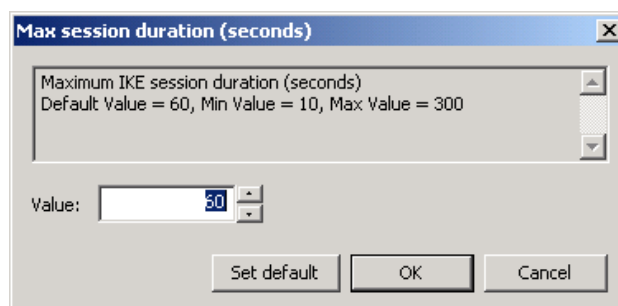 Max session duration (seconds)
Maximum IKE session duration (seconds)
Default Value = 60, Min Value = 10, Max Value = 300
Value: 60
Set default OK Cancel